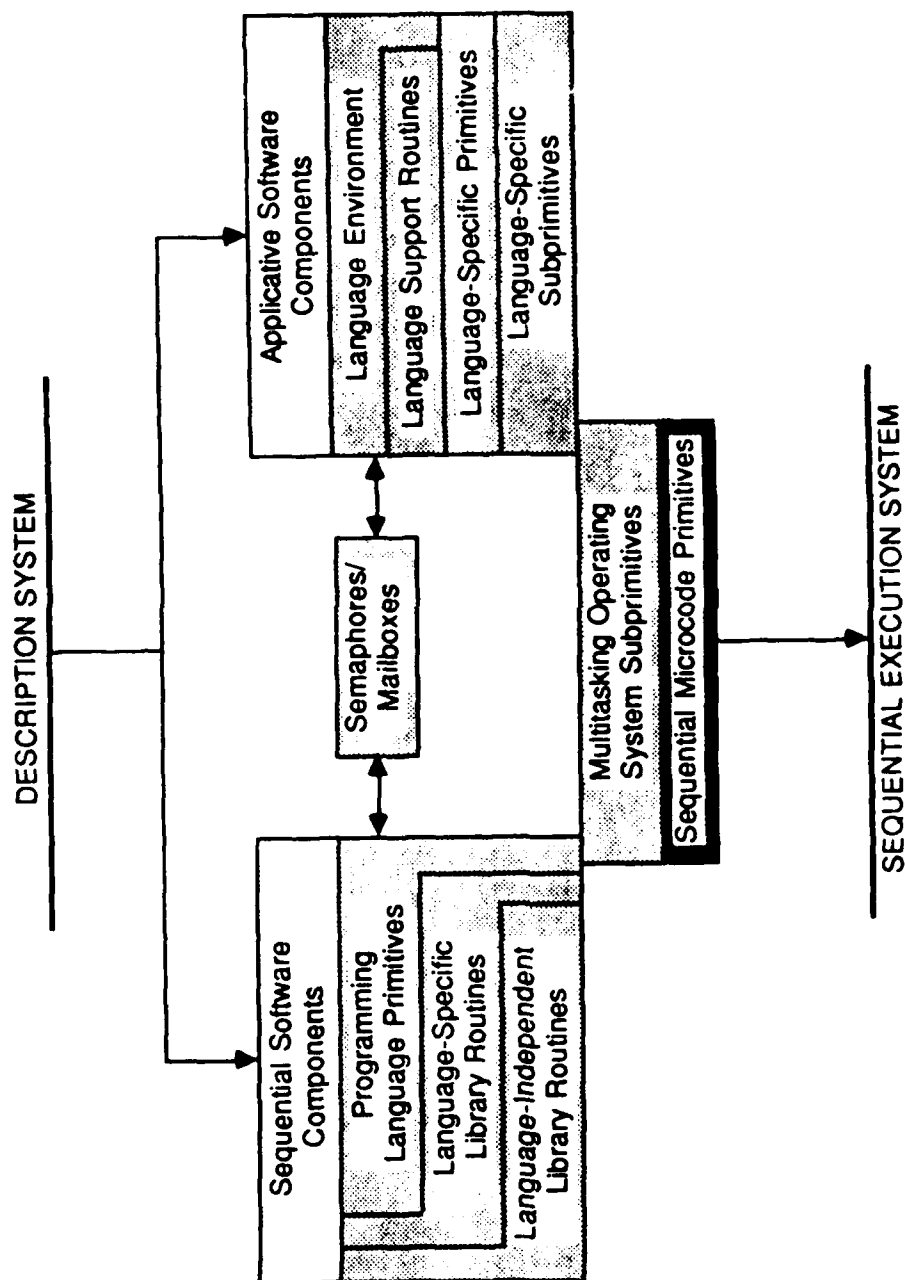 DESCRIPTION SYSTEM
Sequential Software
Components
Programming
Language Primitives
Language-Specific
Library Routines
Language-Independent
Library Routines
Semaphores/
Mailboxes
Applicative Software
Components
Language Environment
Language Support Routines
Language-Specific Primitives
Language-Specific
Subprimitives
Multitasking Operating
System Subprimitives
Sequential Microcode Primitives
SEQUENTIAL EXECUTION SYSTEM